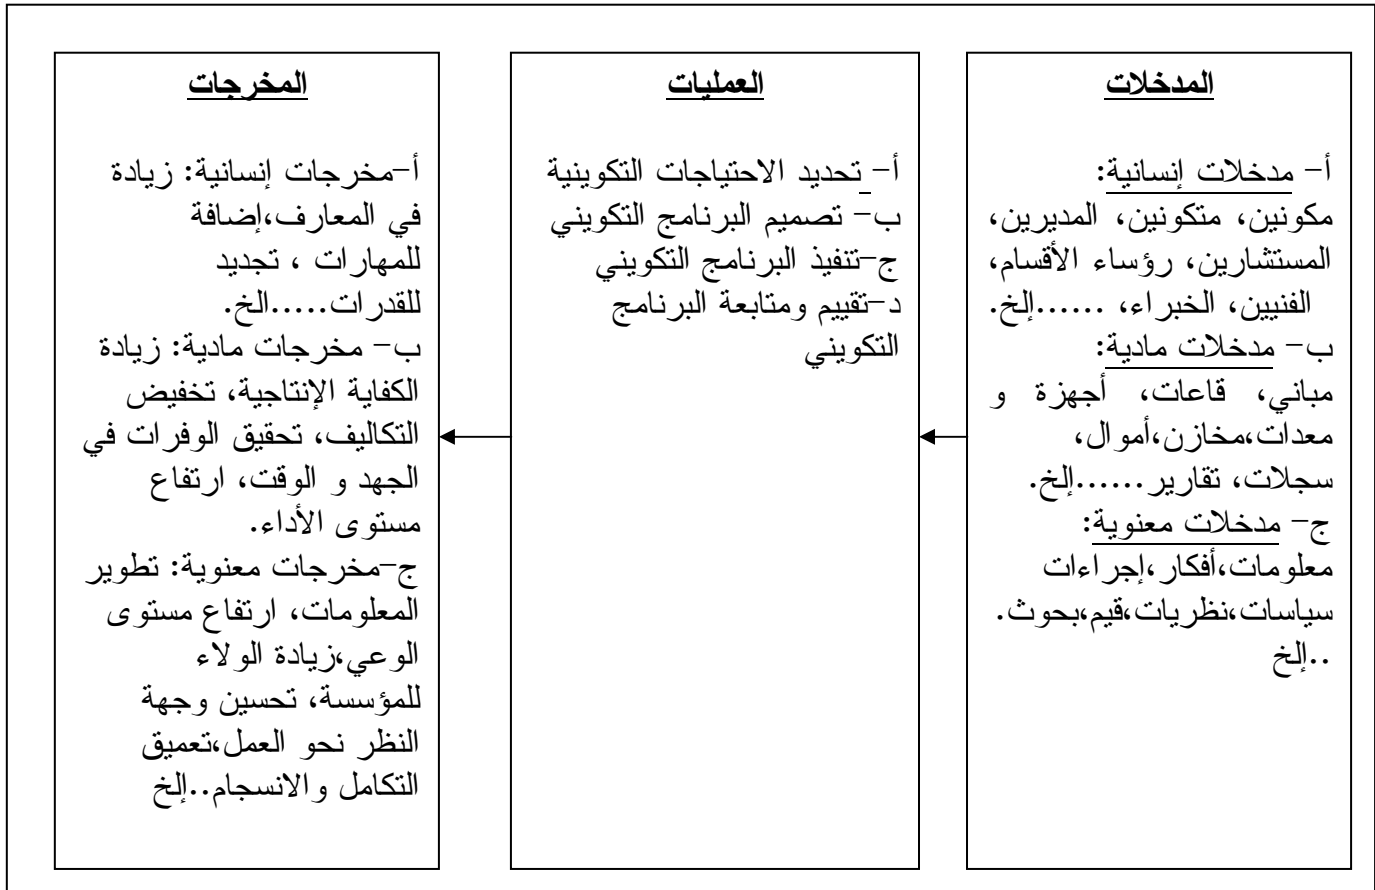 المدخلات
أ– مدخلات إنسانية:
مكونين، متكونين، المديرين،
المستشارين، رؤساء الأقسام،
الفنيين، الخبراء، ......إلخ.
ب– مدخلات مادية:
مباني، قاعات، أجهزة و
معدات،مخازن،أموال،
سجلات، تقارير......إلخ.
ج– مدخلات معنوية:
معلومات،أفكار،إجراءات
سياسات،نظريات،قيم،بحوث.
..إلخ
العمليات
أ– تحديد الاحتياجات التكوينية
ب– تصميم البرنامج التكويني
ج–تنفيذ البرنامج التكويني
د–تقييم ومتابعة البرنامج
التكويني
المخرجات
أ–مخرجات إنسانية: زيادة
في المعارف،إضافة
للمهارات ، تجديد
للقدرات.....الخ.
ب– مخرجات مادية: زيادة
الكفاية الإنتاجية، تخفيض
التكاليف، تحقيق الوفرات في
الجهد و الوقت، ارتفاع
مستوى الأداء.
ج–مخرجات معنوية: تطوير
المعلومات، ارتفاع مستوى
الوعي،زيادة الولاء
للمؤسسة، تحسين وجهة
النظر نحو العمل،تعميق
التكامل والانسجام..إلخ